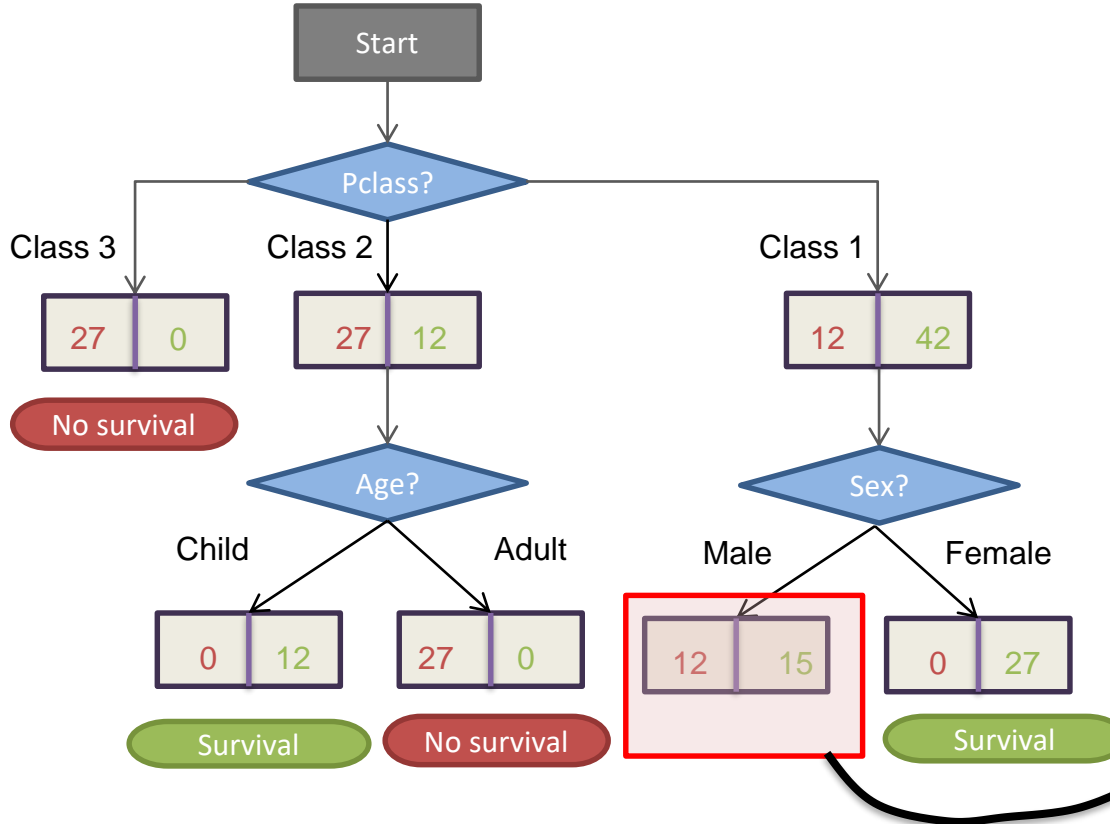 Start
Pclass?
Class 3
Class 2
Class 1
27 0
27 12
12 42
No survival
Age?
Sex?
Child
Adult
Male
Female
0 12
27 0
12 15
0 27
Survival
No survival
Survival